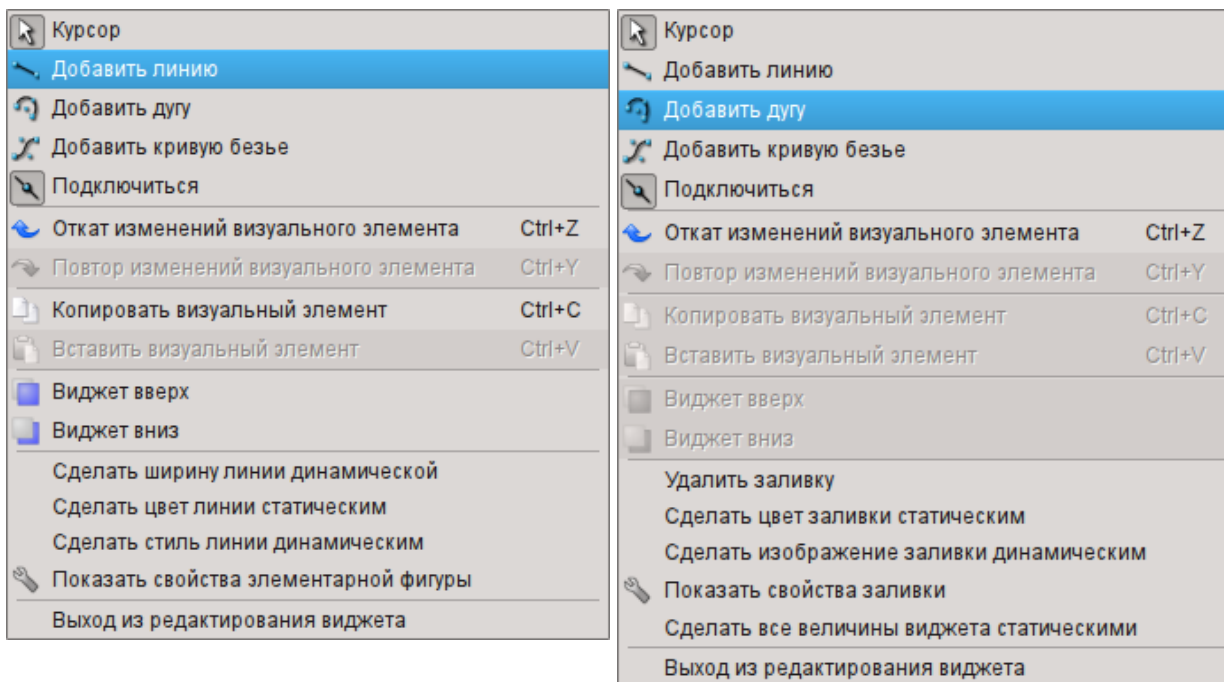 Курсор
Добавить линию
Добавить дугу
Добавить кривую безье
Подключиться
Откат изменений визуального элемента Ctrl+Z
Повтор изменений визуального элемента Ctrl+Y
Копировать визуальный элемент Ctrl+C
Вставить визуальный элемент Ctrl+V
Виджет вверх
Виджет вниз
Сделать ширину линии динамической
Сделать цвет линии статическим
Сделать стиль линии динамическим
Показать свойства элементарной фигуры
Выход из редактирования виджета
Курсор
Добавить линию
Добавить дугу
Добавить кривую безье
Подключиться
Откат изменений визуального элемента Ctrl+Z
Повтор изменений визуального элемента Ctrl+Y
Копировать визуальный элемент Ctrl+C
Вставить визуальный элемент Ctrl+V
Виджет вверх
Виджет вниз
Удалить заливку
Сделать цвет заливки статическим
Сделать изображение заливки динамическим
Показать свойства заливки
Сделать все величины виджета статическими
Выход из редактирования виджета